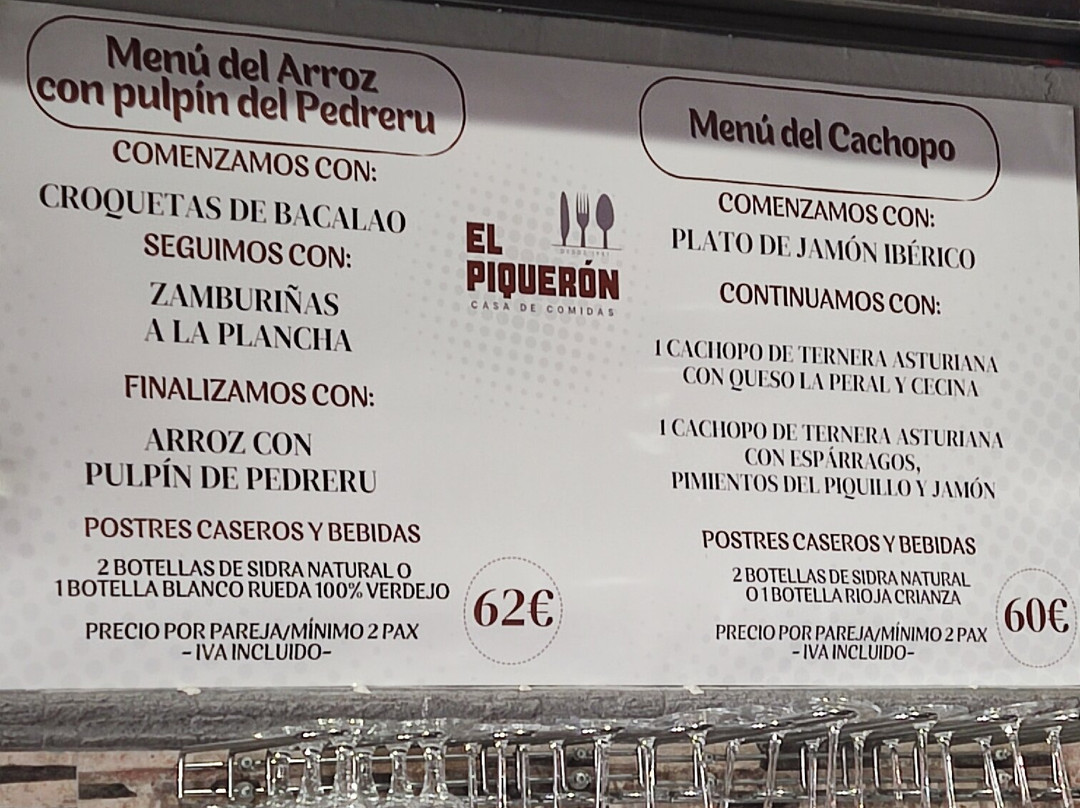 Menú del Arroz
con pulpín del Pedreru
COMENZAMOS CON:
CROQUETAS DE BACALAO
SEGUIMOS CON:
ZAMBURIÑAS
A LA PLANCHA
FINALIZAMOS CON:
ARROZ CON
PULPÍN DE PEDRERU
POSTRES CASEROS Y BEBIDAS
2 BOTELLAS DE SIDRA NATURAL O
1 BOTELLA BLANCO RUEDA 100% VERDEJO
PRECIO POR PAREJA/MÍNIMO 2 PAX
- IVA INCLUIDO-
62€
EL
PIQUERÓN
CASA DE COMIDAS
Menú del Cachopo
COMENZAMOS CON:
PLATO DE JAMÓN IBÉRICO
CONTINUAMOS CON:
1 CACHOPO DE TERNERA ASTURIANA
CON QUESO LA PERAL Y CECINA
1 CACHOPO DE TERNERA ASTURIANA
CON ESPÁRRAGOS,
PIMIENTOS DEL PIQUILLO Y JAMÓN
POSTRES CASEROS Y BEBIDAS
2 BOTELLAS DE SIDRA NATURAL
O 1 BOTELLA RIOJA CRIANZA
PRECIO POR PAREJA/MÍNIMO 2 PAX
- IVA INCLUIDO-
60€